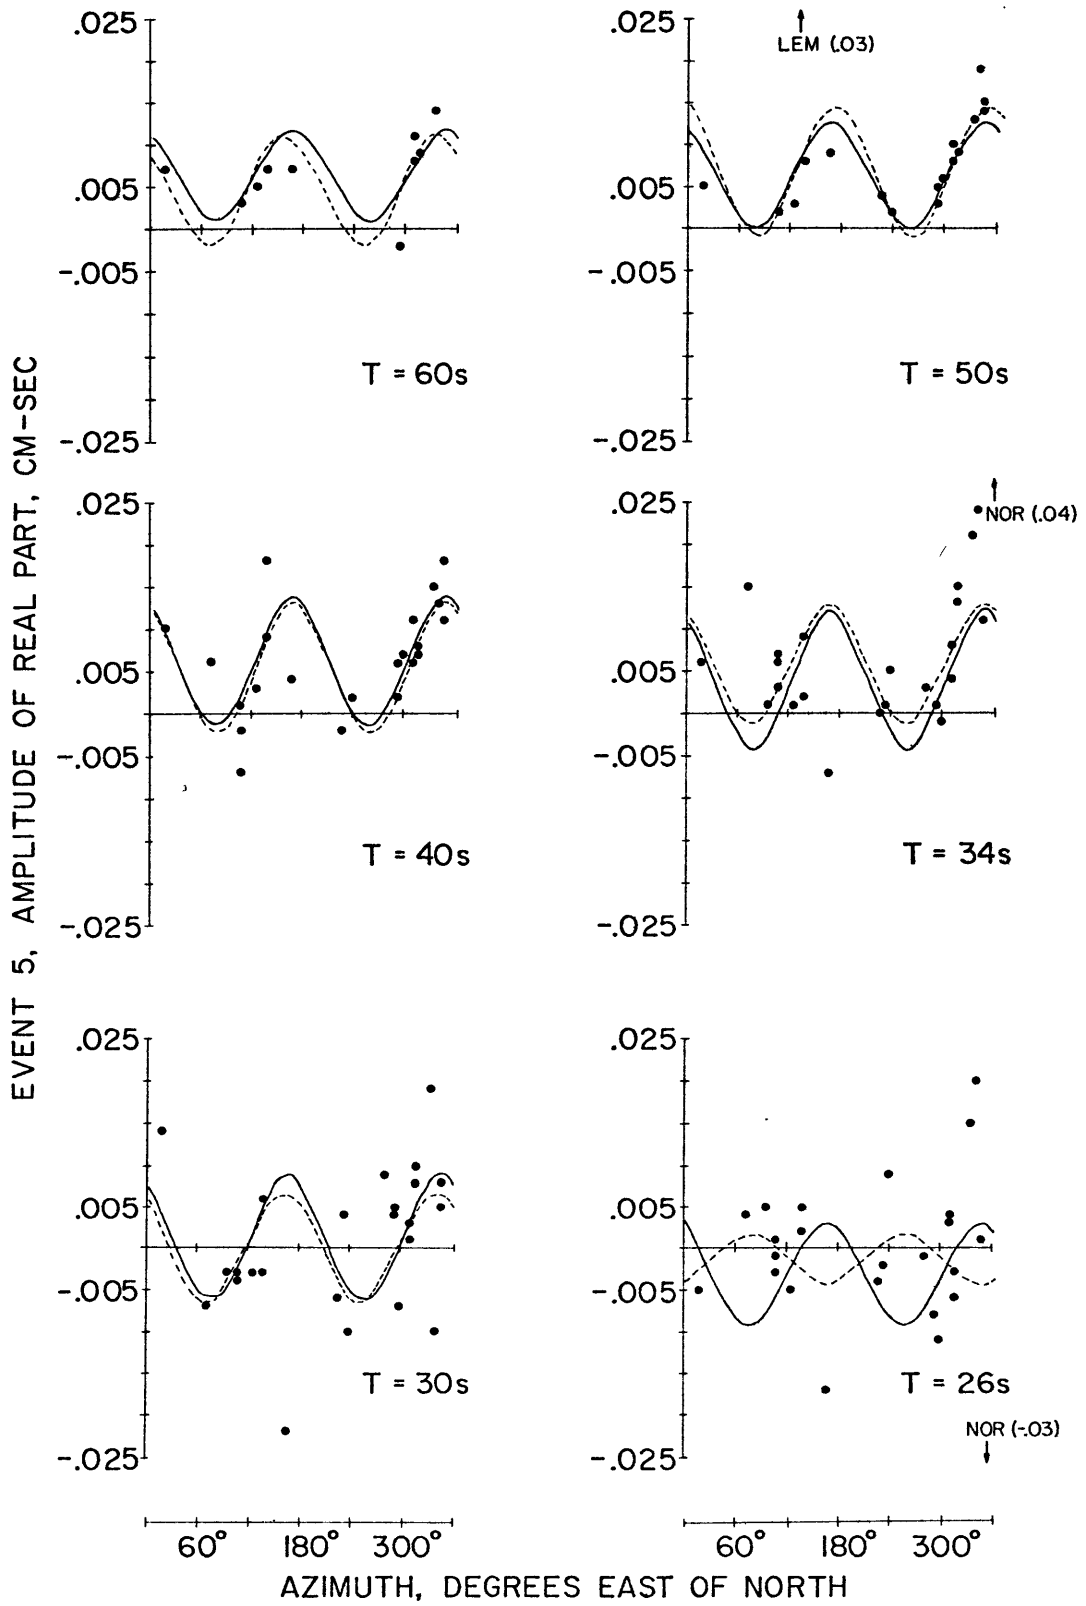 EVENT 5, AMPLITUDE OF REAL PART, CM-SEC
.025
.005
-.005
-.025
T = 60s
.025
.005
-.005
-.025
LEM (.03)
T = 50s
.025
.005
-.005
-.025
T = 40s
.025
.005
-.005
-.025
NOR (.04)
T = 34s
.025
.005
-.005
-.025
T = 30s
.025
.005
-.005
-.025
T = 26s
NOR (-.03)
60° 180° 300°
60° 180° 300°
AZIMUTH, DEGREES EAST OF NORTH